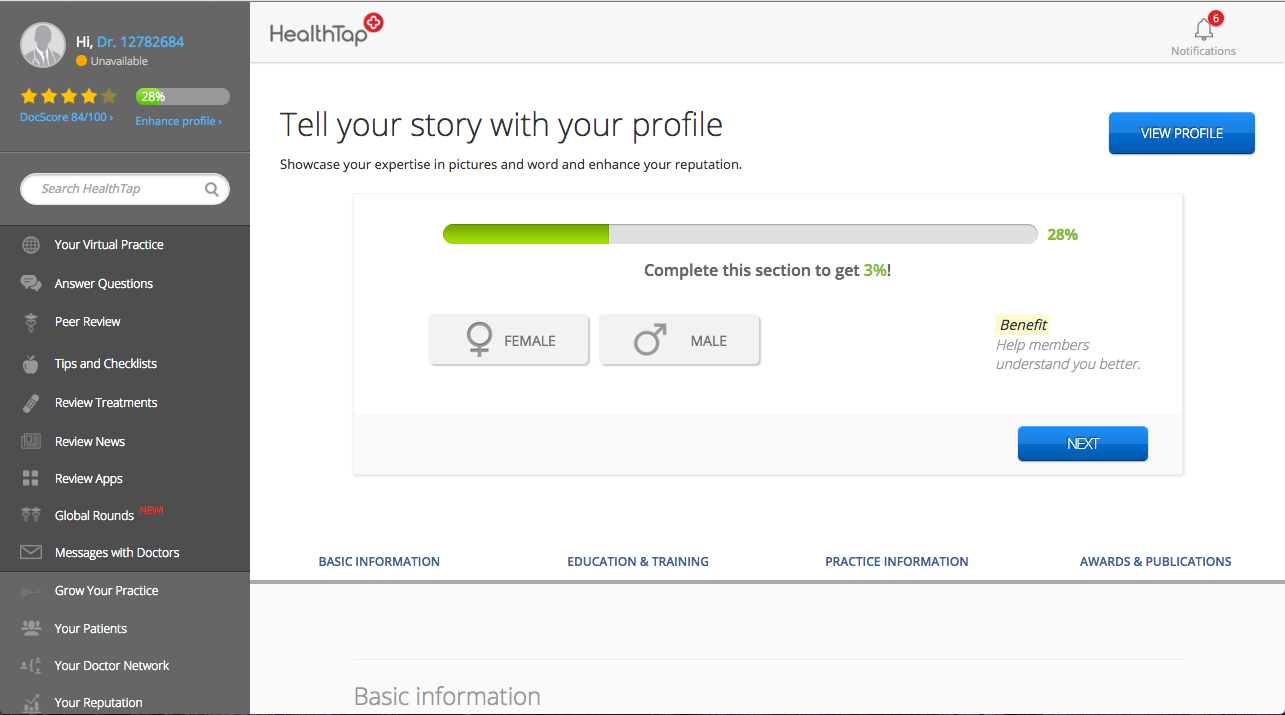 Hi, Dr. 12782684
Unavailable
28%
DocScore 84/100 ›
Enhance profile ›
Search HealthTap
Your Virtual Practice
Answer Questions
Peer Review
Tips and Checklists
Review Treatments
Review News
Review Apps
Global Rounds NEW!
Messages with Doctors
Grow Your Practice
Your Patients
Your Doctor Network
Your Reputation
HealthTap
6
Notifications
Tell your story with your profile
VIEW PROFILE
Showcase your expertise in pictures and word and enhance your reputation.
28%
Complete this section to get 3%!
FEMALE
MALE
Benefit
Help members
understand you better.
NEXT
BASIC INFORMATION
EDUCATION & TRAINING
PRACTICE INFORMATION
AWARDS & PUBLICATIONS
Basic information